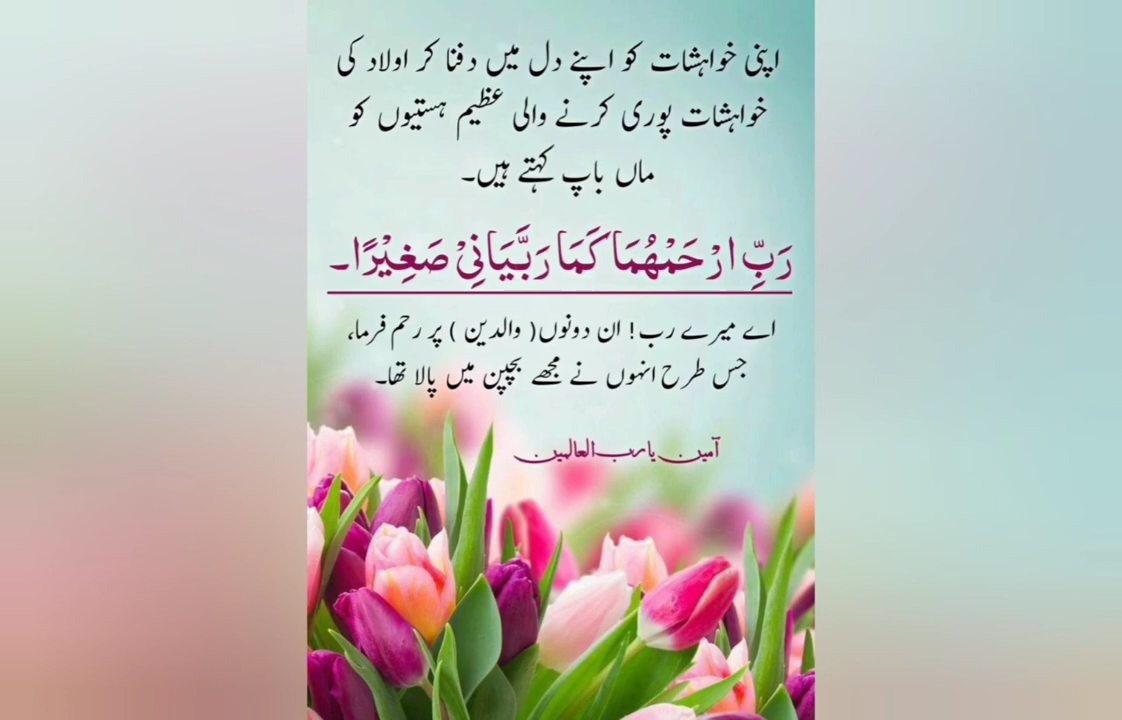 اپنی خواہشات کو اپنے دل میں دفنا کر اولاد کی
خواہشات پوری کرنے والی عظیم ہستیوں کو
ماں باپ کہتے ہیں۔
رَبِّ ارْحَمْهُمَا كَمَا رَبَّيَانِيْ صَغِيْرًا۔
اے میرے رب! ان دونوں( والدین ) پر رحم فرما،
جس طرح انہوں نے مجھے بچپن میں پالا تھا۔
آمین یا رب العالمین